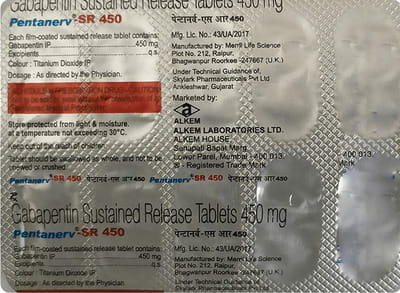 Gabapentin Sustained Release Tablets 450 mg
Pentanerv®-SR 450 पेन्टानर्व-एस आर 450
Each film-coated sustained release tablet contains:
Gabapentin IP 450 mg
Excipients q.s.
Colour : Titanium Dioxide IP
Dosage : As directed by the Physician.
Store protected from light & moisture,
at a temperature not exceeding 30°C.
Keep out of the reach of children.
Tablet should be swallowed as whole, and not to be
chewed or crushed.
Mfg. Lic. No.: 43/UA/2017
Manufactured by: Merril Life Science
Plot No. 212, Raipur,
Bhagwanpur Roorkee -247667 (U.K.)
Under Technical Guidance of,
Skylark Pharmaceuticals Pvt Ltd
Ankleshwar, Gujarat
Marketed by:
ALKEM
ALKEM LABORATORIES LTD.
ALKEM HOUSE,
Senapati Bapat Marg,
Lower Parel, Mumbai - 400 013.
® - Registered Trade Mark
400 013.
Mark
Pentanerv®-SR 450 पेन्टानर्व-एस आर 450 Pentanerv®-SR 450 पेन्टानर्व-एस आर 450
Gabapentin Sustained Release Tablets 450 mg
Pentanerv®-SR 450
Each film-coated sustained release tablet contains:
Gabapentin IP 450 mg
Excipients q.s.
Colour : Titanium Dioxide IP
Dosage : As directed by the Physician.
Mfg. Lic. No.: 43/UA/2017
Manufactured by: Merril Life Science
Plot No. 212, Raipur,
Bhagwanpur Roorkee -247667 (U.K.)
Under Technical Guidance of,
Skylark Pharmaceuticals Pvt Ltd